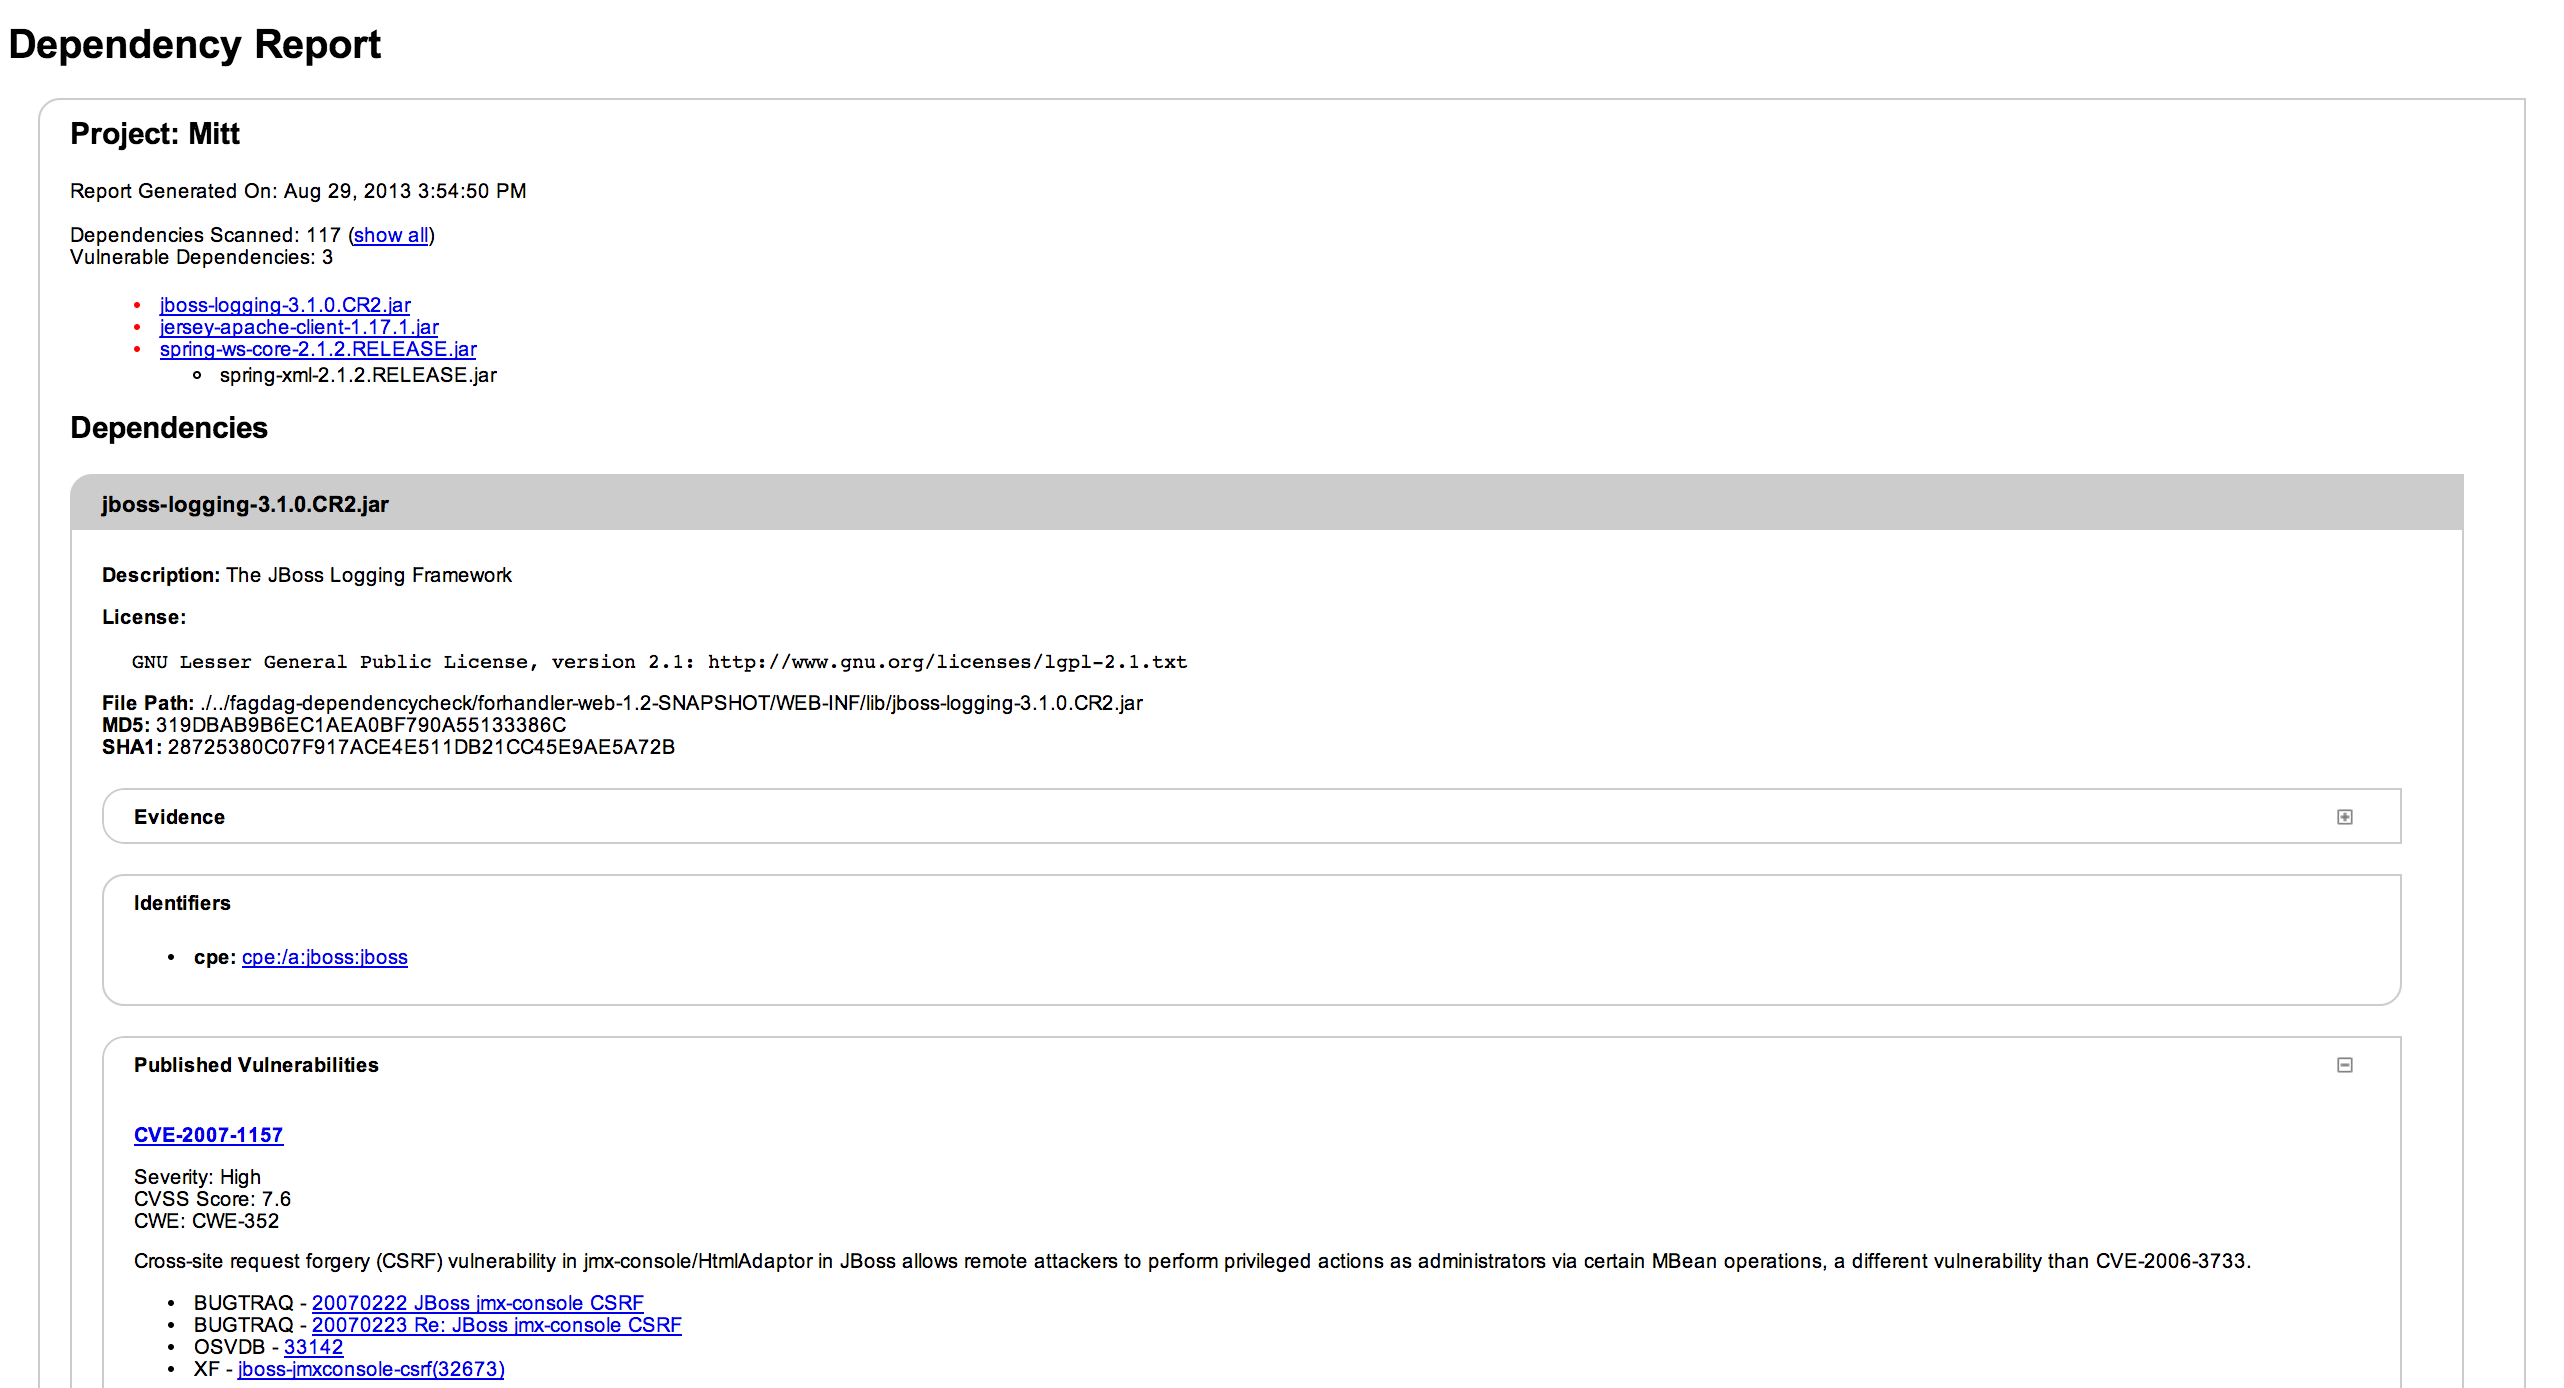 Dependency Report
Project: Mitt
Report Generated On: Aug 29, 2013 3:54:50 PM
Dependencies Scanned: 117 (show all)
Vulnerable Dependencies: 3
jboss-logging-3.1.0.CR2.jar
jersey-apache-client-1.17.1.jar
spring-ws-core-2.1.2.RELEASE.jar
spring-xml-2.1.2.RELEASE.jar
Dependencies
jboss-logging-3.1.0.CR2.jar
Description: The JBoss Logging Framework
License:
GNU Lesser General Public License, version 2.1: http://www.gnu.org/licenses/lgpl-2.1.txt
File Path: ./../fagdag-dependencycheck/forhandler-web-1.2-SNAPSHOT/WEB-INF/lib/jboss-logging-3.1.0.CR2.jar
MD5: 319DBAB9B6EC1AEA0BF790A55133386C
SHA1: 28725380C07F917ACE4E511DB21CC45E9AE5A72B
Evidence
Identifiers
cpe: cpe:/a:jboss:jboss
Published Vulnerabilities
CVE-2007-1157
Severity: High
CVSS Score: 7.6
CWE: CWE-352
Cross-site request forgery (CSRF) vulnerability in jmx-console/HtmlAdaptor in JBoss allows remote attackers to perform privileged actions as administrators via certain MBean operations, a different vulnerability than CVE-2006-3733.
BUGTRAQ - 20070222 JBoss jmx-console CSRF
BUGTRAQ - 20070223 Re: JBoss jmx-console CSRF
OSVDB - 33142
XF - jboss-jmxconsole-csrf(32673)